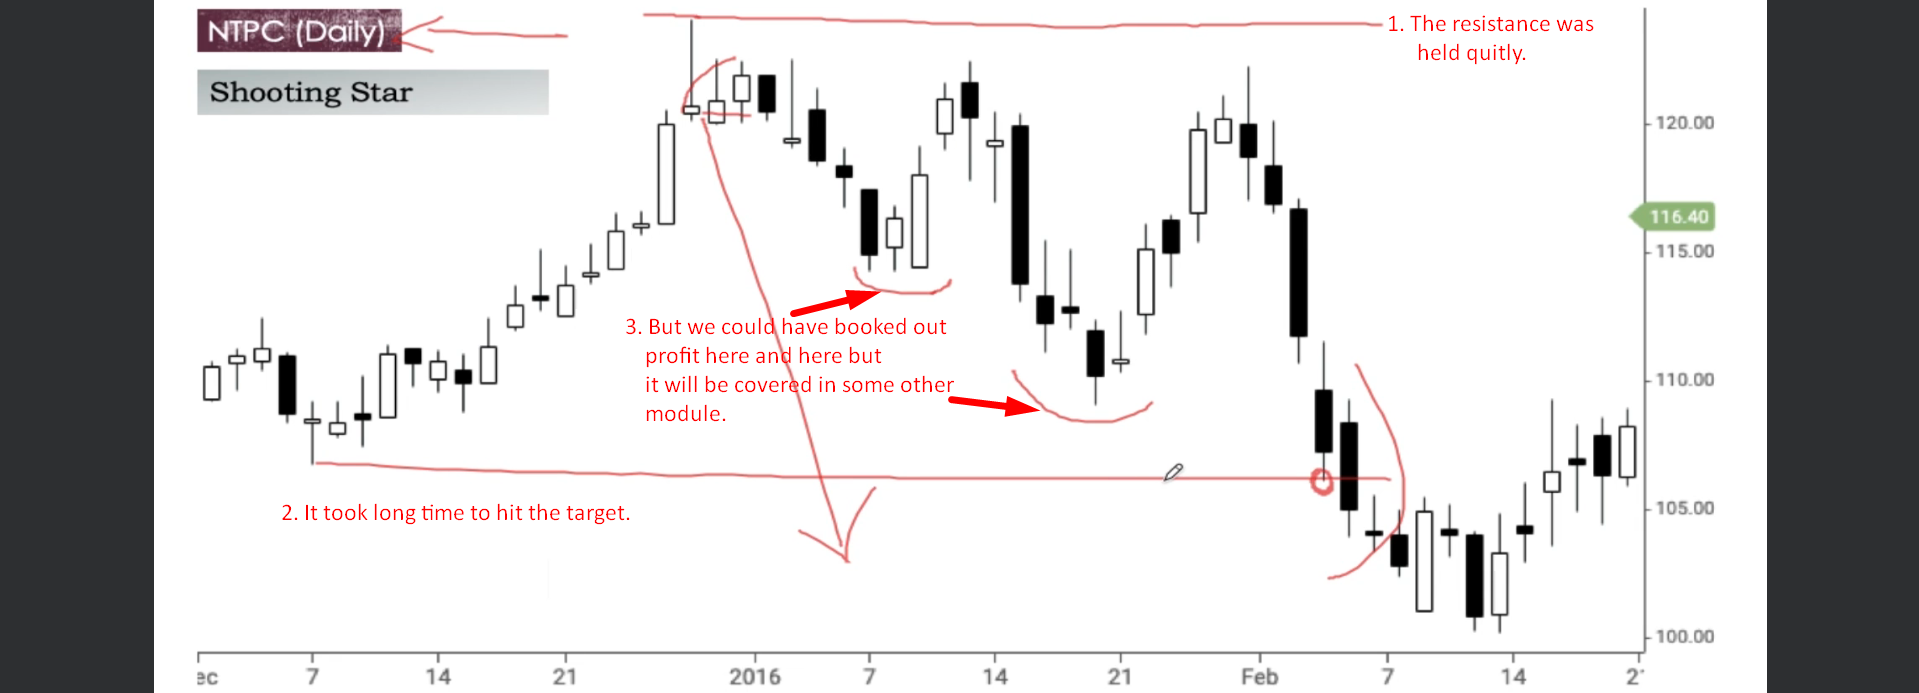 NTPC (Daily)
Shooting Star
1. The resistance was
held quitly.
120.00
116.40
115.00
3. But we could have booked out
profit here and here but
it will be covered in some other
module.
110.00
2. It took long time to hit the target.
105.00
100.00
ec 7 14 21 2016 7 14 21 Feb 7 14 2